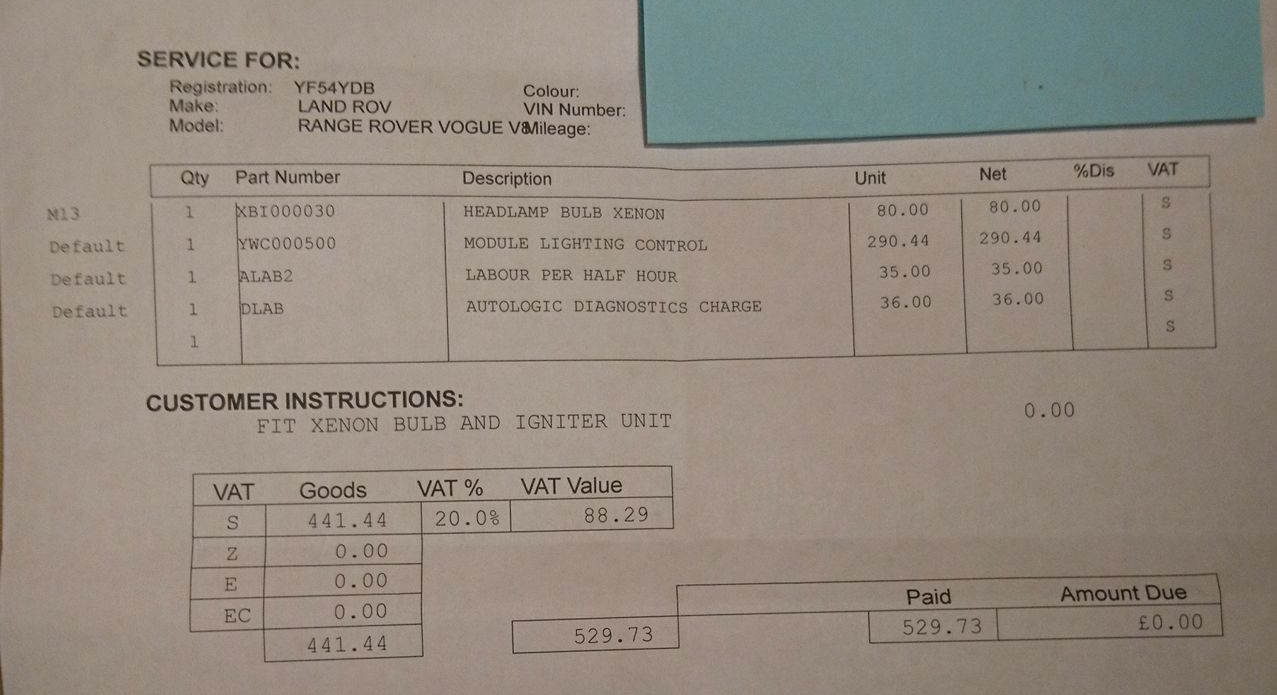 SERVICE FOR:
Registration: YF54YDB Colour:
Make: LAND ROV VIN Number:
Model: RANGE ROVER VOGUE V8 Mileage:
Qty Part Number Description Unit Net %Dis VAT
M13 1 XBI000030 HEADLAMP BULB XENON 80.00 80.00 S
Default 1 YWC000500 MODULE LIGHTING CONTROL 290.44 290.44 S
Default 1 ALAB2 LABOUR PER HALF HOUR 35.00 35.00 S
Default 1 DLAB AUTOLOGIC DIAGNOSTICS CHARGE 36.00 36.00 S
1 S
CUSTOMER INSTRUCTIONS:
FIT XENON BULB AND IGNITER UNIT 0.00
VAT Goods VAT % VAT Value
S 441.44 20.0% 88.29
Z 0.00
E 0.00
EC 0.00
Paid Amount Due
441.44 529.73 529.73 £0.00